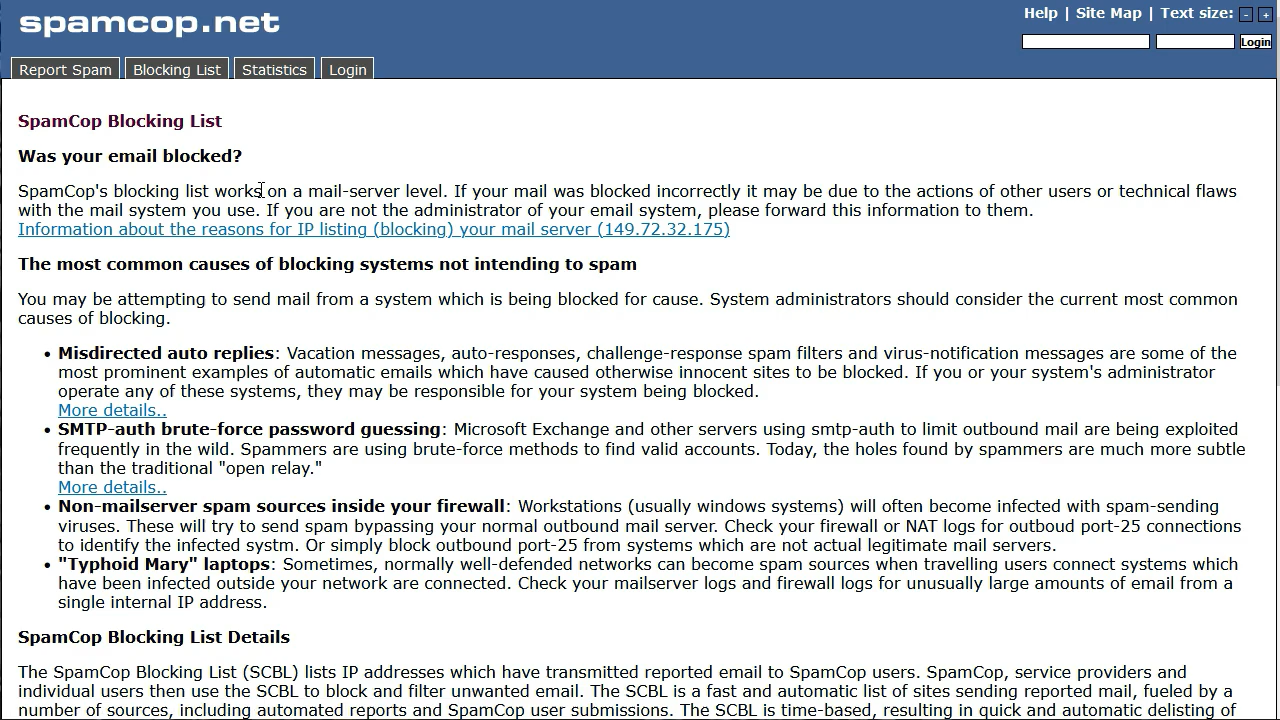 spamcop.net
Help | Site Map | Text size: - +
Login
Report Spam Blocking List Statistics Login
SpamCop Blocking List
Was your email blocked?
SpamCop's blocking list works on a mail-server level. If your mail was blocked incorrectly it may be due to the actions of other users or technical flaws
with the mail system you use. If you are not the administrator of your email system, please forward this information to them.
Information about the reasons for IP listing (blocking) your mail server (149.72.32.175)
The most common causes of blocking systems not intending to spam
You may be attempting to send mail from a system which is being blocked for cause. System administrators should consider the current most common
causes of blocking.
• Misdirected auto replies: Vacation messages, auto-responses, challenge-response spam filters and virus-notification messages are some of the
most prominent examples of automatic emails which have caused otherwise innocent sites to be blocked. If you or your system's administrator
operate any of these systems, they may be responsible for your system being blocked.
More details..
• SMTP-auth brute-force password guessing: Microsoft Exchange and other servers using smtp-auth to limit outbound mail are being exploited
frequently in the wild. Spammers are using brute-force methods to find valid accounts. Today, the holes found by spammers are much more subtle
than the traditional "open relay."
More details..
• Non-mailserver spam sources inside your firewall: Workstations (usually windows systems) will often become infected with spam-sending
viruses. These will try to send spam bypassing your normal outbound mail server. Check your firewall or NAT logs for outboud port-25 connections
to identify the infected systm. Or simply block outbound port-25 from systems which are not actual legitimate mail servers.
• "Typhoid Mary" laptops: Sometimes, normally well-defended networks can become spam sources when travelling users connect systems which
have been infected outside your network are connected. Check your mailserver logs and firewall logs for unusually large amounts of email from a
single internal IP address.
SpamCop Blocking List Details
The SpamCop Blocking List (SCBL) lists IP addresses which have transmitted reported email to SpamCop users. SpamCop, service providers and
individual users then use the SCBL to block and filter unwanted email. The SCBL is a fast and automatic list of sites sending reported mail, fueled by a
number of sources, including automated reports and SpamCop user submissions. The SCBL is time-based, resulting in quick and automatic delisting of